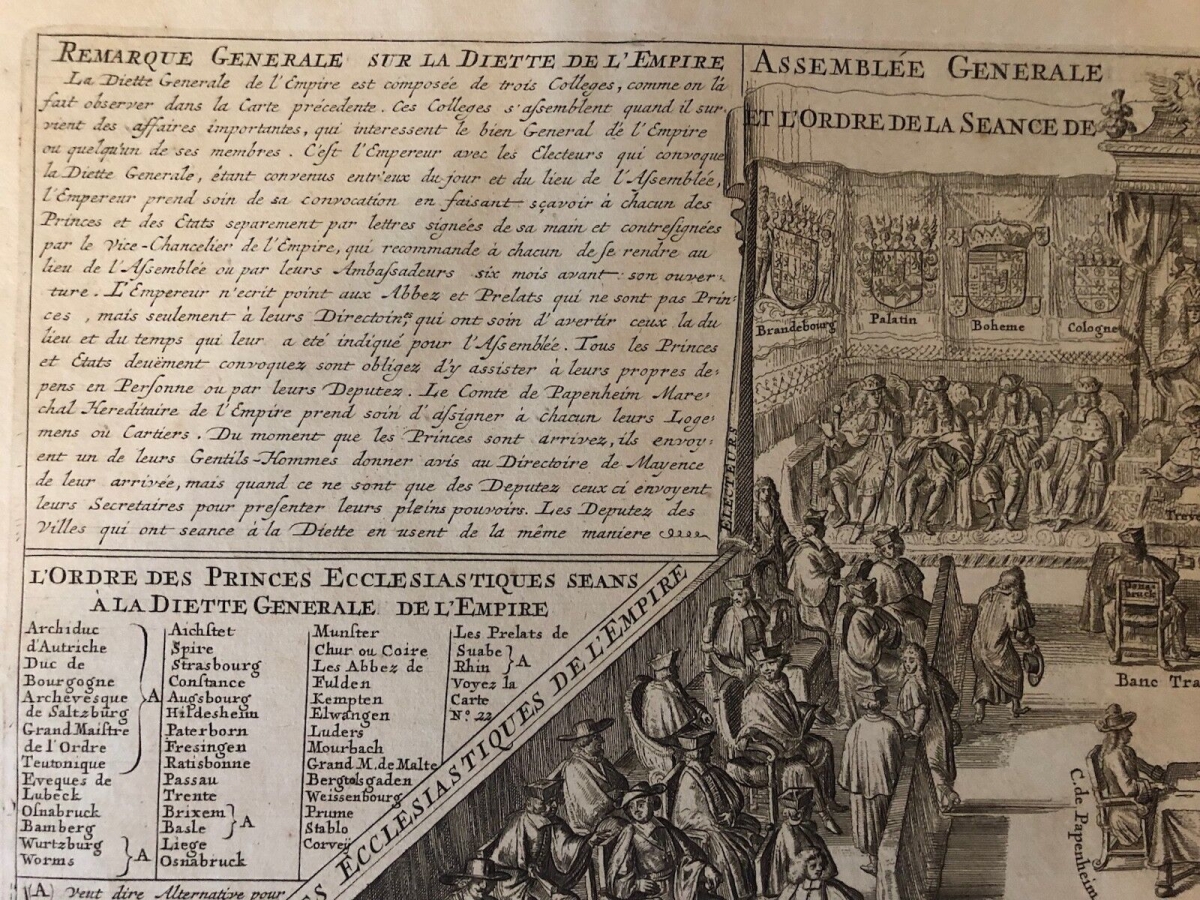 REMARQUE GENERALE SUR LA DIETTE DE L'EMPIRE
La Diette Generale de l'Empire est composée de trois Colleges, comme on l'a
fait observer dans la Carte précedente. Ces Colleges s'assemblent quand il sur-
vient des affaires importantes, qui interessent le bien General de l'Empire
ou quelqu'un de ses membres. C'est l'Empereur avec les Electeurs qui convoque
la Diette Generale, étant convenus entr'eux du jour et du lieu de l'Assemblée,
l'Empereur prend soin de sa convocation en faisant sçavoir à chacun des
Princes et des Etats separement par lettres signées de sa main et contresignées
par le Vice-Chancelier de l'Empire, qui recommande à chacun de se rendre au
lieu de l'Assemblée ou par leurs Ambassadeurs six mois avant son ouver-
ture. L'Empereur n'ecrit point aux Abbez et Prelats qui ne sont pas Prin-
ces, mais seulement à leurs Directoires qui ont soin d'avertir ceux la du
lieu et du temps qui leur a eté indiqué pour l'Assemblée. Tous les Princes
et Etats deuëment convoquez sont obligez d'y assister à leurs propres de-
pens en Personne ou par leurs Deputez. Le Comte de Papenheim Mare-
chal Hereditaire de l'Empire prend soin d'assigner à chacun leurs Loge-
mens ou Cartiers. Du moment que les Princes sont arrivez, ils envoy-
ent un de leurs Gentils-Hommes donner avis au Directoire de Mayence
de leur arrivée, mais quand ce ne sont que des Deputez ceux ci envoyent
leurs Secretaires pour presenter leurs pleins pouvoirs. Les Deputez des
Villes qui ont seance à la Diette en usent de la même maniere
ASSEMBLÉE GENERALE
ET L'ORDRE DE LA SEANCE DE
Brandebourg
Palatin
Boheme
Cologne
ELECTEURS
Trev
Osnabruck
Banc Tra
C. de Papenheim
L'ORDRE DES PRINCES ECCLESIASTIQUES SEANS
A LA DIETTE GENERALE DE L'EMPIRE
Archiduc
d'Autriche
Duc de
Bourgogne
Archevesque
de Saltzburg
Grand Maistre
de l'Ordre
Teutonique
A
Eveques de
Lubeck
Osnabruck
Bamberg
Wurtzburg
Worms
A
Aichstet
Spire
Strasbourg
Constance
Augsbourg
Hildesheim
Paterborn
Fresingen
Ratisbonne
Passau
Trente
Brixem
Basle
A
Liege
Osnabruck
Munster
Chur ou Coire
Les Abbez de
Fulden
Kempten
Elwangen
Luders
Mourbach
Grand M. de Malte
Bergtolsgaden
Weissenbourg
Prume
Stablo
Corvei
Les Prelats de
Suabe
Rhin
A
Voyez la
Carte
N.º 22
ES ECCLESIASTIQUES DE L'EMPIRE
(A) veut dire Alternative pour